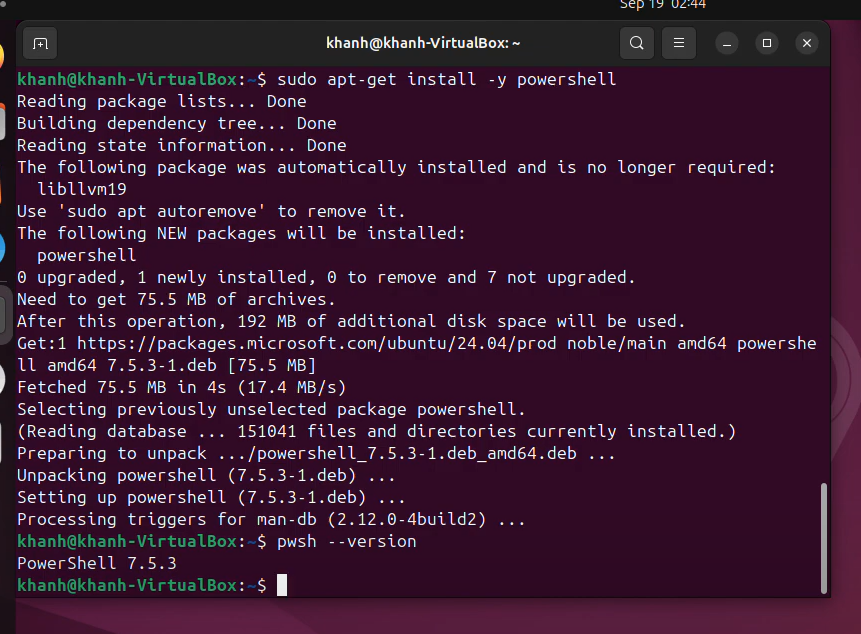 Sep 19 02:44
khanh@khanh-VirtualBox: ~
khanh@khanh-VirtualBox:~$ sudo apt-get install -y powershell
Reading package lists... Done
Building dependency tree... Done
Reading state information... Done
The following package was automatically installed and is no longer required:
  libllvm19
Use 'sudo apt autoremove' to remove it.
The following NEW packages will be installed:
  powershell
0 upgraded, 1 newly installed, 0 to remove and 7 not upgraded.
Need to get 75.5 MB of archives.
After this operation, 192 MB of additional disk space will be used.
Get:1 https://packages.microsoft.com/ubuntu/24.04/prod noble/main amd64 powershe
ll amd64 7.5.3-1.deb [75.5 MB]
Fetched 75.5 MB in 4s (17.4 MB/s)
Selecting previously unselected package powershell.
(Reading database ... 151041 files and directories currently installed.)
Preparing to unpack .../powershell_7.5.3-1.deb_amd64.deb ...
Unpacking powershell (7.5.3-1.deb) ...
Setting up powershell (7.5.3-1.deb) ...
Processing triggers for man-db (2.12.0-4build2) ...
khanh@khanh-VirtualBox:~$ pwsh --version
PowerShell 7.5.3
khanh@khanh-VirtualBox:~$